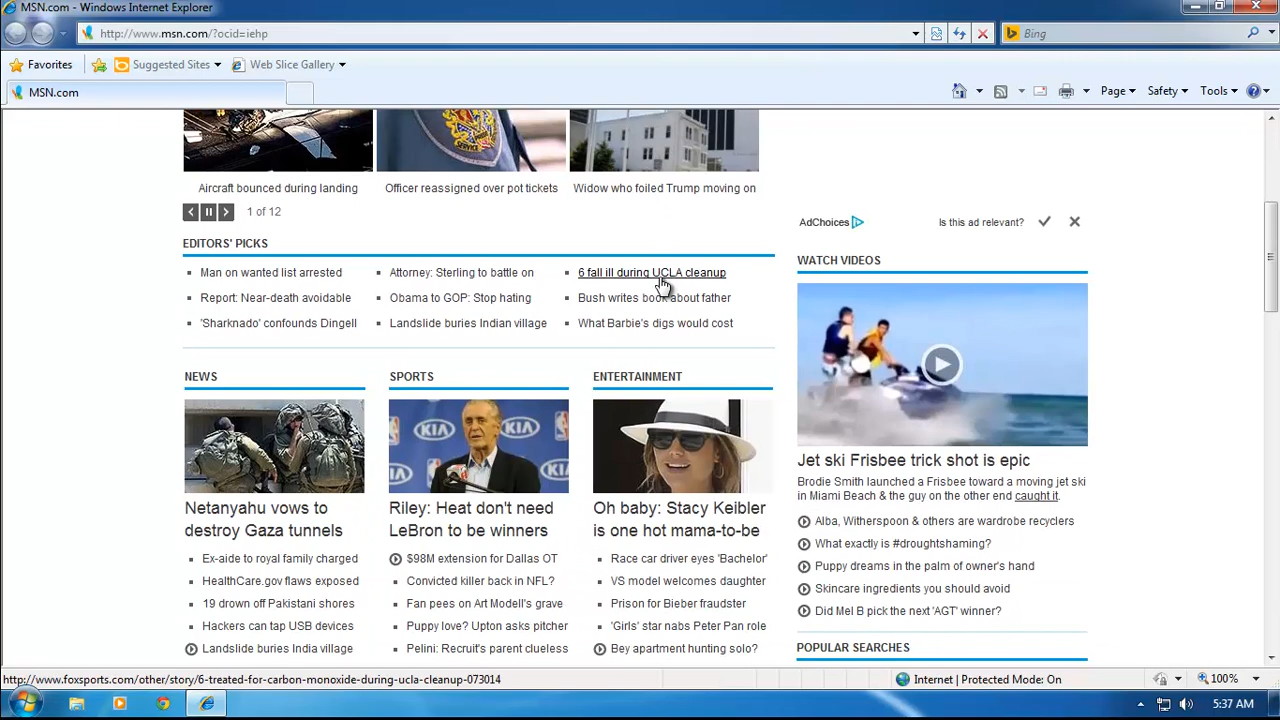 MSN.com - Windows Internet Explorer
http://www.msn.com/?ocid=iehp
Bing
Favorites
Suggested Sites
Web Slice Gallery
MSN.com
Page
Safety
Tools
Aircraft bounced during landing
Officer reassigned over pot tickets
Widow who foiled Trump moving on
1 of 12
AdChoices
Is this ad relevant?
EDITORS' PICKS
Man on wanted list arrested
Report: Near-death avoidable
'Sharknado' confounds Dingell
Attorney: Sterling to battle on
Obama to GOP: Stop hating
Landslide buries Indian village
6 fall ill during UCLA cleanup
Bush writes book about father
What Barbie's digs would cost
NEWS
Netanyahu vows to
destroy Gaza tunnels
Ex-aide to royal family charged
HealthCare.gov flaws exposed
19 drown off Pakistani shores
Hackers can tap USB devices
Landslide buries India village
SPORTS
KIA
KIA
Riley: Heat don't need
LeBron to be winners
$98M extension for Dallas OT
Convicted killer back in NFL?
Fan pees on Art Modell's grave
Puppy love? Upton asks pitcher
Pelini: Recruit's parent clueless
ENTERTAINMENT
Oh baby: Stacy Keibler
is one hot mama-to-be
Race car driver eyes 'Bachelor'
VS model welcomes daughter
Prison for Bieber fraudster
'Girls' star nabs Peter Pan role
Bey apartment hunting solo?
WATCH VIDEOS
Jet ski Frisbee trick shot is epic
Brodie Smith launched a Frisbee toward a moving jet ski
in Miami Beach & the guy on the other end caught it.
Alba, Witherspoon & others are wardrobe recyclers
What exactly is #droughtshaming?
Puppy dreams in the palm of owner's hand
Skincare ingredients you should avoid
Did Mel B pick the next 'AGT' winner?
POPULAR SEARCHES
http://www.foxsports.com/other/story/6-treated-for-carbon-monoxide-during-ucla-cleanup-073014
Internet | Protected Mode: On
100%
5:37 AM